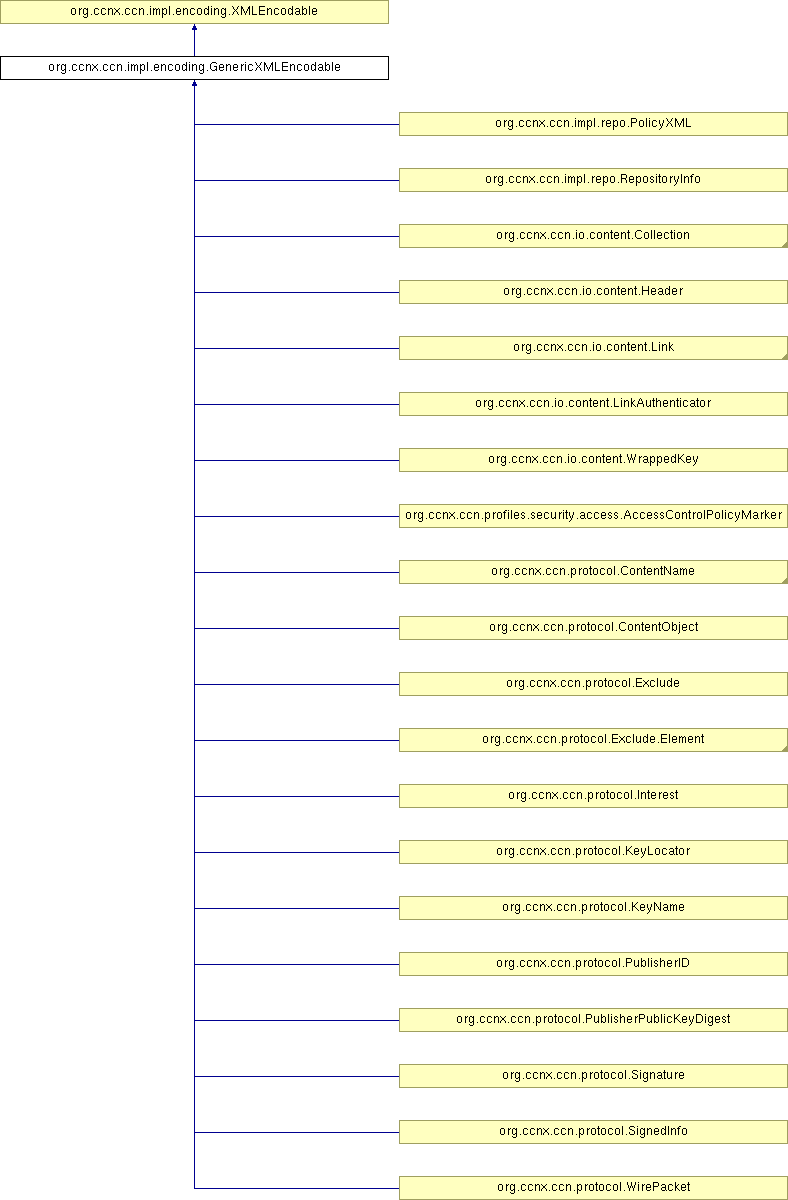 org.ccnx.ccn.impl.encoding.XMLEncodable
org.ccnx.ccn.impl.encoding.GenericXMLEncodable
org.ccnx.ccn.impl.repo.PolicyXML
org.ccnx.ccn.impl.repo.RepositoryInfo
org.ccnx.ccn.io.content.Collection
org.ccnx.ccn.io.content.Header
org.ccnx.ccn.io.content.Link
org.ccnx.ccn.io.content.LinkAuthenticator
org.ccnx.ccn.io.content.WrappedKey
org.ccnx.ccn.profiles.security.access.AccessControlPolicyMarker
org.ccnx.ccn.protocol.ContentName
org.ccnx.ccn.protocol.ContentObject
org.ccnx.ccn.protocol.Exclude
org.ccnx.ccn.protocol.Exclude.Element
org.ccnx.ccn.protocol.Interest
org.ccnx.ccn.protocol.KeyLocator
org.ccnx.ccn.protocol.KeyName
org.ccnx.ccn.protocol.PublisherID
org.ccnx.ccn.protocol.PublisherPublicKeyDigest
org.ccnx.ccn.protocol.Signature
org.ccnx.ccn.protocol.SignedInfo
org.ccnx.ccn.protocol.WirePacket